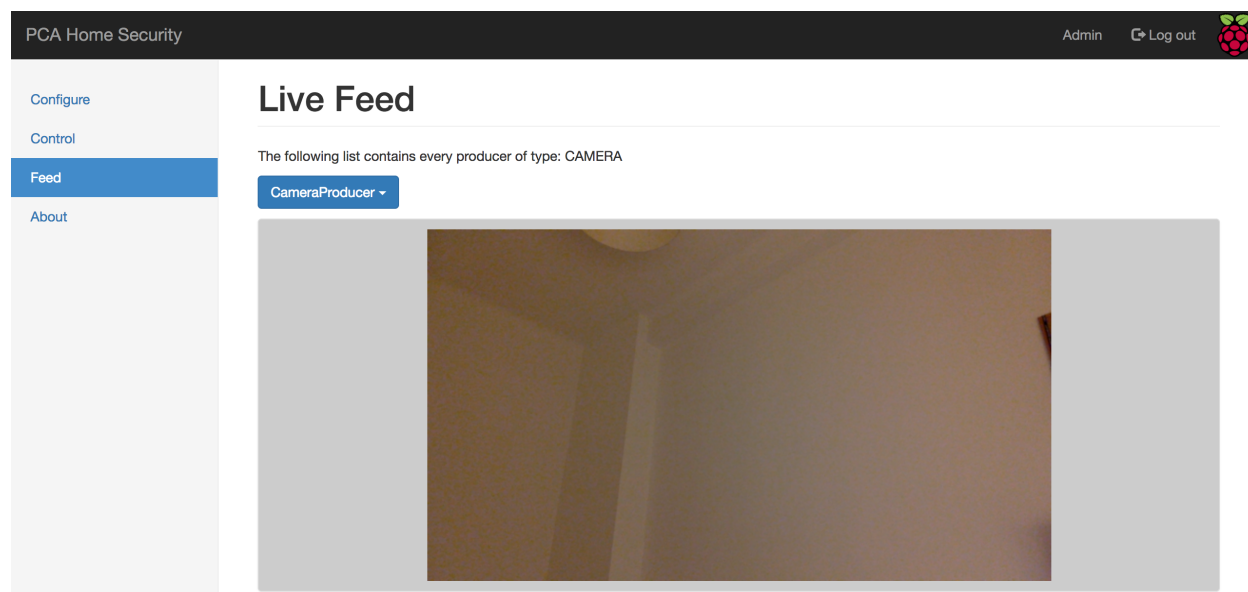 PCA Home Security
Admin
Log out
Configure
Control
Feed
About
Live Feed
The following list contains every producer of type: CAMERA
CameraProducer